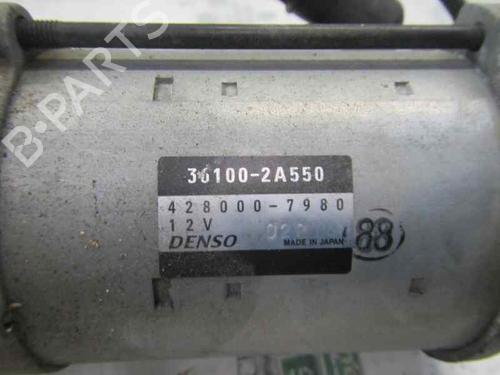 B-PARTS
36100-2A550
428000-7980
12V
DENSO
MADE IN JAPAN
88